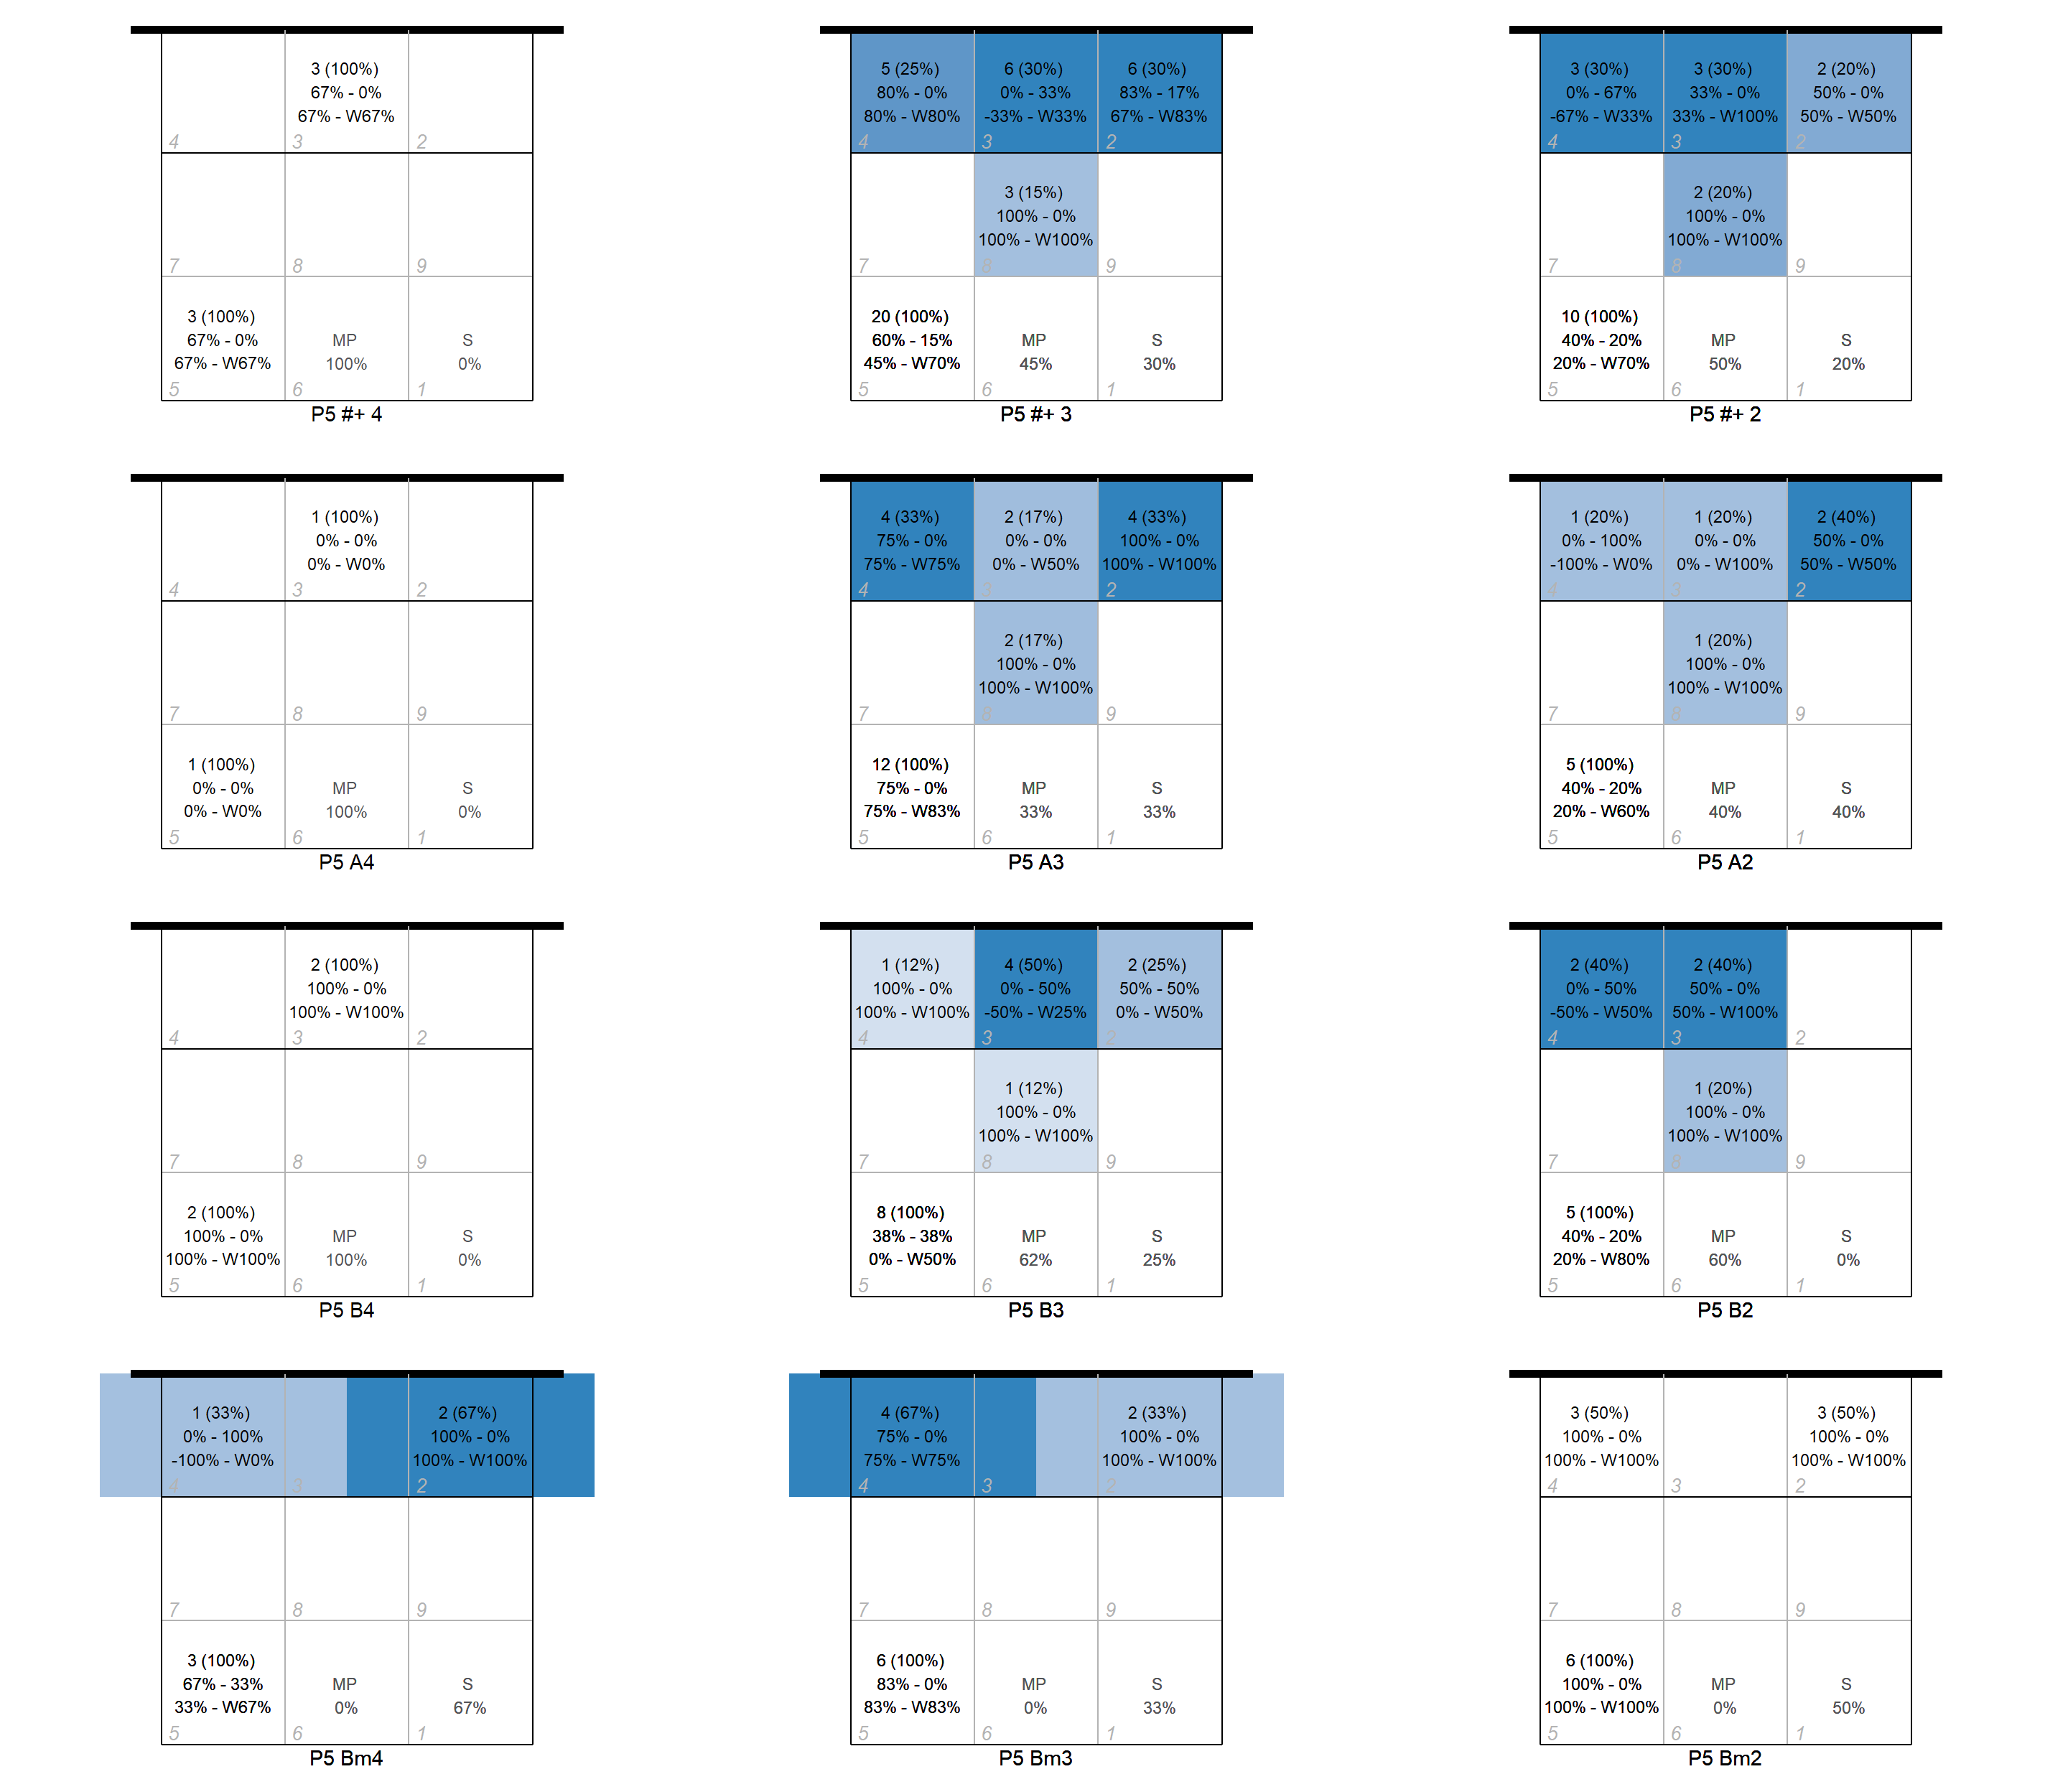 3 (100%)
67% - 0%
67% - W67%
4
3
2
7
8
9
3 (100%)
67% - 0%
67% - W67%
MP
100%
S
0%
5
6
1
P5 #+ 4
5 (25%)
80% - 0%
80% - W80%
6 (30%)
0% - 33%
-33% - W33%
6 (30%)
83% - 17%
67% - W83%
4
3
2
3 (15%)
100% - 0%
100% - W100%
7
8
9
20 (100%)
60% - 15%
45% - W70%
MP
45%
S
30%
5
6
1
P5 #+ 3
3 (30%)
0% - 67%
-67% - W33%
3 (30%)
33% - 0%
33% - W100%
2 (20%)
50% - 0%
50% - W50%
4
3
2
2 (20%)
100% - 0%
100% - W100%
7
8
9
10 (100%)
40% - 20%
20% - W70%
MP
50%
S
20%
5
6
1
P5 #+ 2
1 (100%)
0% - 0%
0% - W0%
4
3
2
7
8
9
1 (100%)
0% - 0%
0% - W0%
MP
100%
S
0%
5
6
1
P5 A4
4 (33%)
75% - 0%
75% - W75%
2 (17%)
0% - 0%
0% - W50%
4 (33%)
100% - 0%
100% - W100%
4
3
2
2 (17%)
100% - 0%
100% - W100%
7
8
9
12 (100%)
75% - 0%
75% - W83%
MP
33%
S
33%
5
6
1
P5 A3
1 (20%)
0% - 100%
-100% - W0%
1 (20%)
0% - 0%
0% - W100%
2 (40%)
50% - 0%
50% - W50%
4
3
2
1 (20%)
100% - 0%
100% - W100%
7
8
9
5 (100%)
40% - 20%
20% - W60%
MP
40%
S
40%
5
6
1
P5 A2
2 (100%)
100% - 0%
100% - W100%
4
3
2
7
8
9
2 (100%)
100% - 0%
100% - W100%
MP
100%
S
0%
5
6
1
P5 B4
1 (12%)
100% - 0%
100% - W100%
4 (50%)
0% - 50%
-50% - W25%
2 (25%)
50% - 50%
0% - W50%
4
3
2
1 (12%)
100% - 0%
100% - W100%
7
8
9
8 (100%)
38% - 38%
0% - W50%
MP
62%
S
25%
5
6
1
P5 B3
2 (40%)
0% - 50%
-50% - W50%
2 (40%)
50% - 0%
50% - W100%
4
3
2
1 (20%)
100% - 0%
100% - W100%
7
8
9
5 (100%)
40% - 20%
20% - W80%
MP
60%
S
0%
5
6
1
P5 B2
1 (33%)
0% - 100%
-100% - W0%
2 (67%)
100% - 0%
100% - W100%
4
3
2
7
8
9
3 (100%)
67% - 33%
33% - W67%
MP
0%
S
67%
5
6
1
P5 Bm4
4 (67%)
75% - 0%
75% - W75%
2 (33%)
100% - 0%
100% - W100%
4
3
2
7
8
9
6 (100%)
83% - 0%
83% - W83%
MP
0%
S
33%
5
6
1
P5 Bm3
3 (50%)
100% - 0%
100% - W100%
3 (50%)
100% - 0%
100% - W100%
4
3
2
7
8
9
6 (100%)
100% - 0%
100% - W100%
MP
0%
S
50%
5
6
1
P5 Bm2